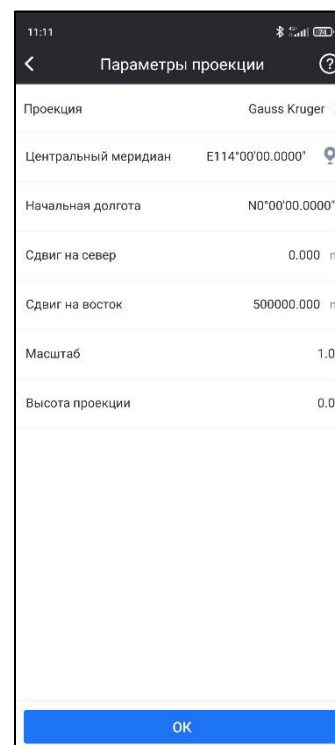 11:11
Параметры проекции
Проекция Gauss Kruger
Центральный меридиан E114°00'00.0000"
Начальная долгота N0°00'00.0000"
Сдвиг на север 0.000
Сдвиг на восток 500000.000
Масштаб 1.0
Высота проекции 0.0
ОК